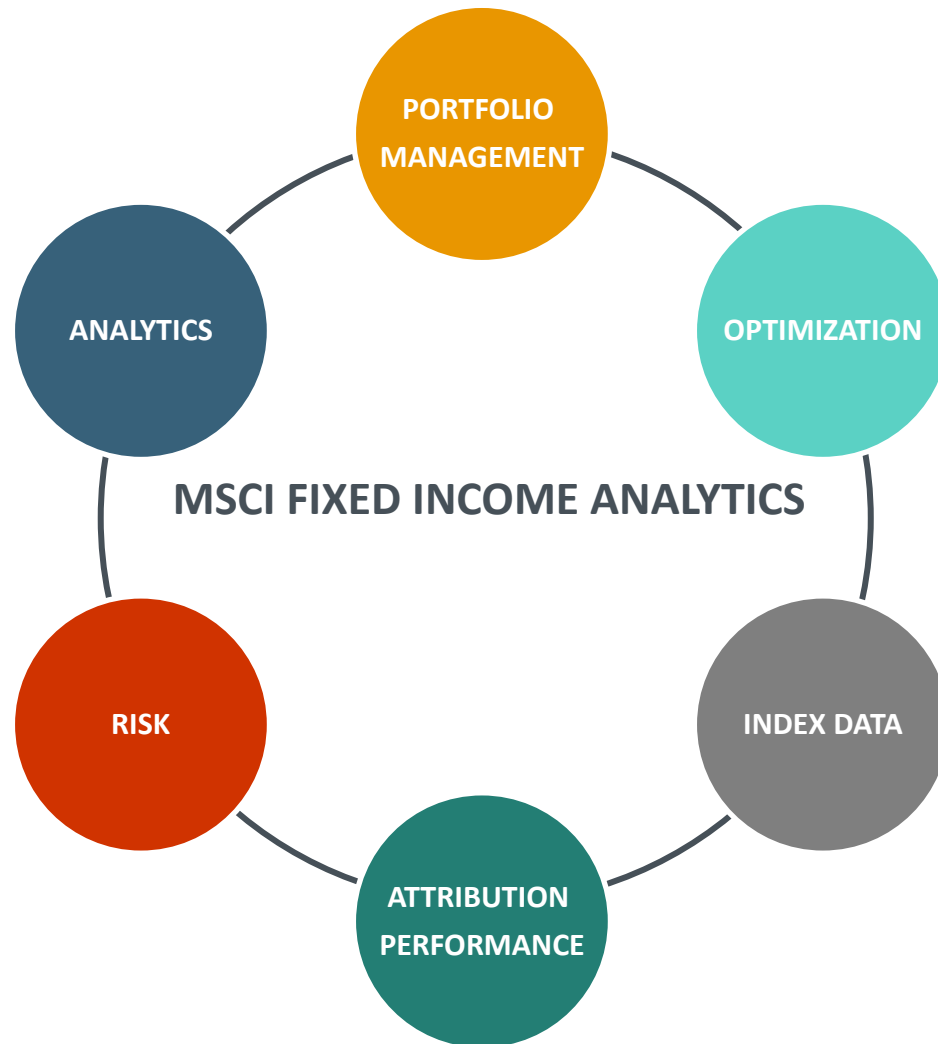 PORTFOLIO
MANAGEMENT
ANALYTICS
OPTIMIZATION
MSCI FIXED INCOME ANALYTICS
RISK
INDEX DATA
ATTRIBUTION
PERFORMANCE